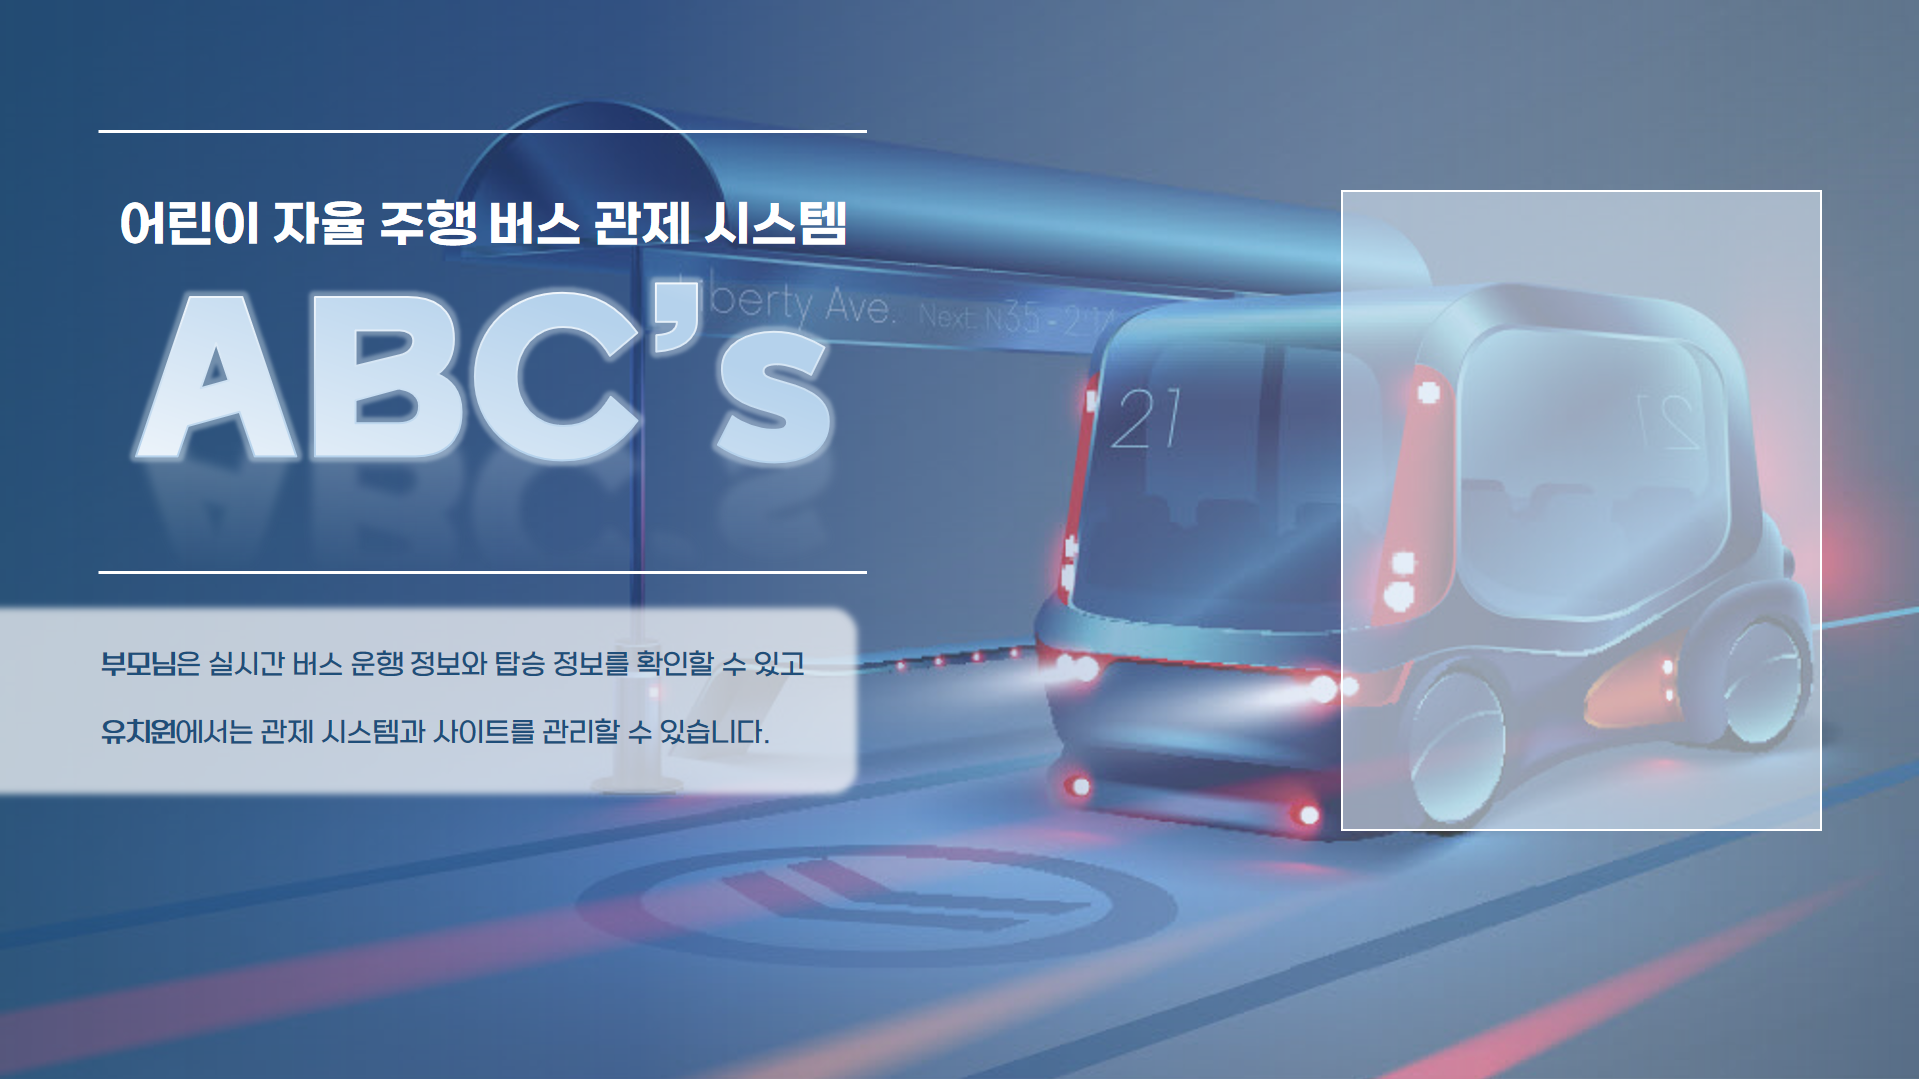 어린이 자율 주행 버스 관제 시스템
ABC’s
berty Ave. Next: N35-2:14
21
21
부모님은 실시간 버스 운행 정보와 탑승 정보를 확인할 수 있고
유치원에서는 관제 시스템과 사이트를 관리할 수 있습니다.